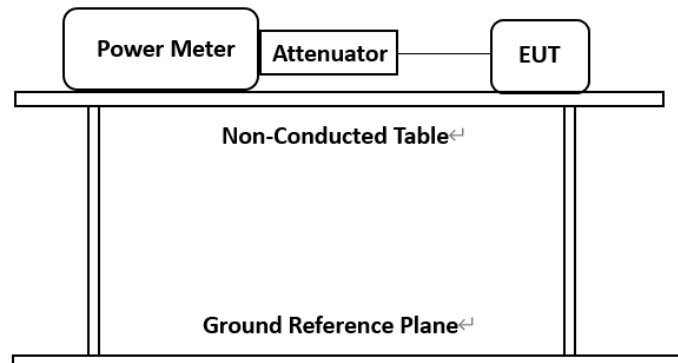 Power Meter
Attenuator
EUT
Non-Conducted Table↵
Ground Reference Plane↵